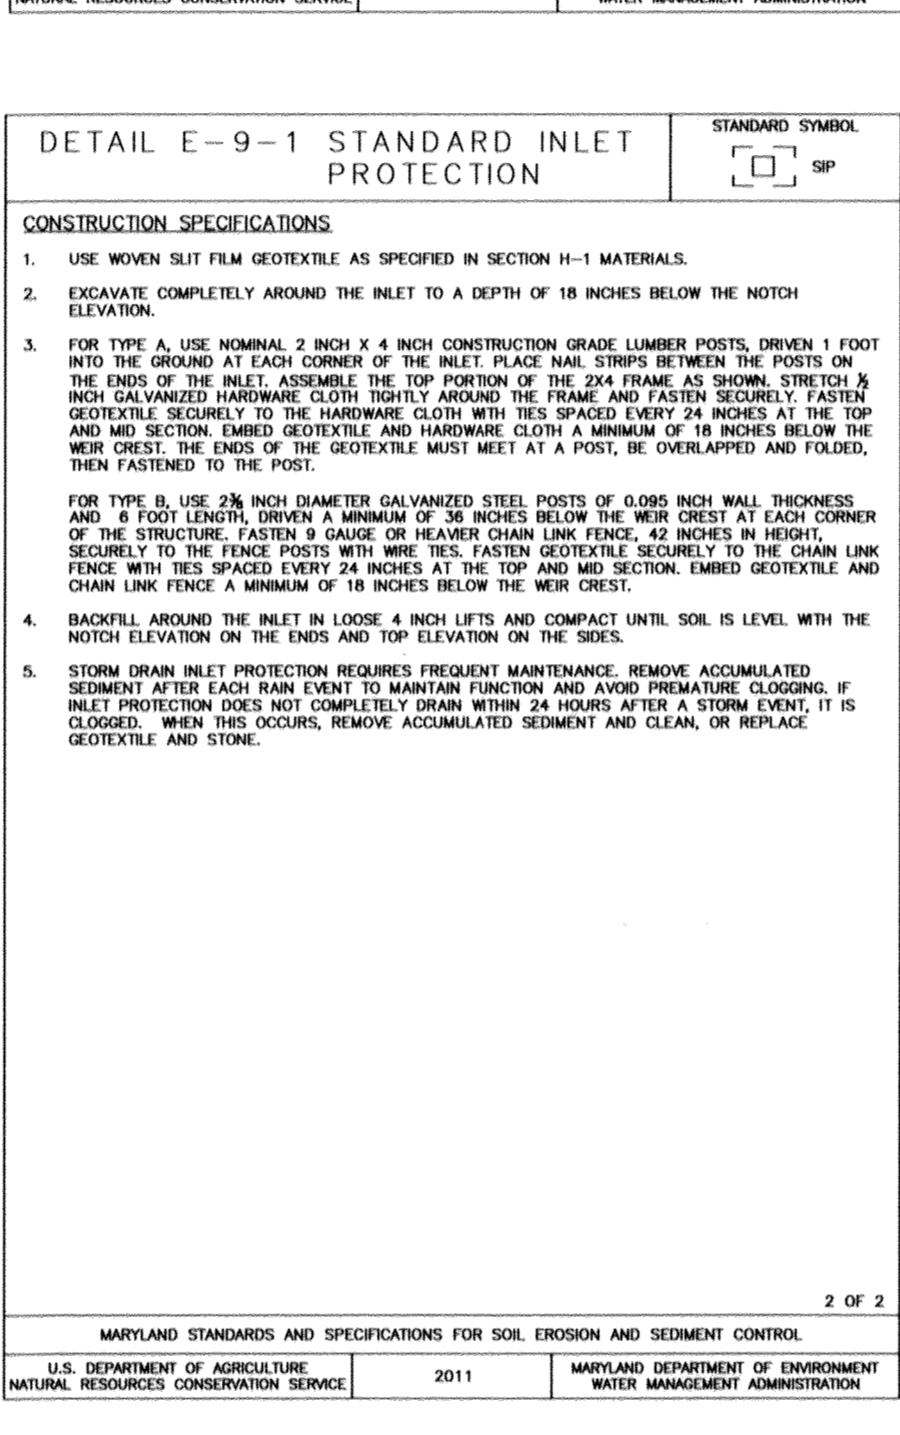 NATURAL RESOURCES CONSERVATION SERVICE
WATER MANAGEMENT ADMINISTRATION
DETAIL E-9-1 STANDARD INLET
PROTECTION
STANDARD SYMBOL
SIP
CONSTRUCTION SPECIFICATIONS
1. USE WOVEN SLIT FILM GEOTEXTILE AS SPECIFIED IN SECTION H-1 MATERIALS.
2. EXCAVATE COMPLETELY AROUND THE INLET TO A DEPTH OF 18 INCHES BELOW THE NOTCH
ELEVATION.
3. FOR TYPE A, USE NOMINAL 2 INCH X 4 INCH CONSTRUCTION GRADE LUMBER POSTS, DRIVEN 1 FOOT
INTO THE GROUND AT EACH CORNER OF THE INLET. PLACE NAIL STRIPS BETWEEN THE POSTS ON
THE ENDS OF THE INLET. ASSEMBLE THE TOP PORTION OF THE 2X4 FRAME AS SHOWN. STRETCH ½
INCH GALVANIZED HARDWARE CLOTH TIGHTLY AROUND THE FRAME AND FASTEN SECURELY. FASTEN
GEOTEXTILE SECURELY TO THE HARDWARE CLOTH WITH TIES SPACED EVERY 24 INCHES AT THE TOP
AND MID SECTION. EMBED GEOTEXTILE AND HARDWARE CLOTH A MINIMUM OF 18 INCHES BELOW THE
WEIR CREST. THE ENDS OF THE GEOTEXTILE MUST MEET AT A POST, BE OVERLAPPED AND FOLDED,
THEN FASTENED TO THE POST.
FOR TYPE B, USE 2⅜ INCH DIAMETER GALVANIZED STEEL POSTS OF 0.095 INCH WALL THICKNESS
AND 6 FOOT LENGTH, DRIVEN A MINIMUM OF 36 INCHES BELOW THE WEIR CREST AT EACH CORNER
OF THE STRUCTURE. FASTEN 9 GAUGE OR HEAVIER CHAIN LINK FENCE, 42 INCHES IN HEIGHT,
SECURELY TO THE FENCE POSTS WITH WIRE TIES. FASTEN GEOTEXTILE SECURELY TO THE CHAIN LINK
FENCE WITH TIES SPACED EVERY 24 INCHES AT THE TOP AND MID SECTION. EMBED GEOTEXTILE AND
CHAIN LINK FENCE A MINIMUM OF 18 INCHES BELOW THE WEIR CREST.
4. BACKFILL AROUND THE INLET IN LOOSE 4 INCH LIFTS AND COMPACT UNTIL SOIL IS LEVEL WITH THE
NOTCH ELEVATION ON THE ENDS AND TOP ELEVATION ON THE SIDES.
5. STORM DRAIN INLET PROTECTION REQUIRES FREQUENT MAINTENANCE. REMOVE ACCUMULATED
SEDIMENT AFTER EACH RAIN EVENT TO MAINTAIN FUNCTION AND AVOID PREMATURE CLOGGING. IF
INLET PROTECTION DOES NOT COMPLETELY DRAIN WITHIN 24 HOURS AFTER A STORM EVENT, IT IS
CLOGGED. WHEN THIS OCCURS, REMOVE ACCUMULATED SEDIMENT AND CLEAN, OR REPLACE
GEOTEXTILE AND STONE.
2 OF 2
MARYLAND STANDARDS AND SPECIFICATIONS FOR SOIL EROSION AND SEDIMENT CONTROL
U.S. DEPARTMENT OF AGRICULTURE
NATURAL RESOURCES CONSERVATION SERVICE
2011
MARYLAND DEPARTMENT OF ENVIRONMENT
WATER MANAGEMENT ADMINISTRATION